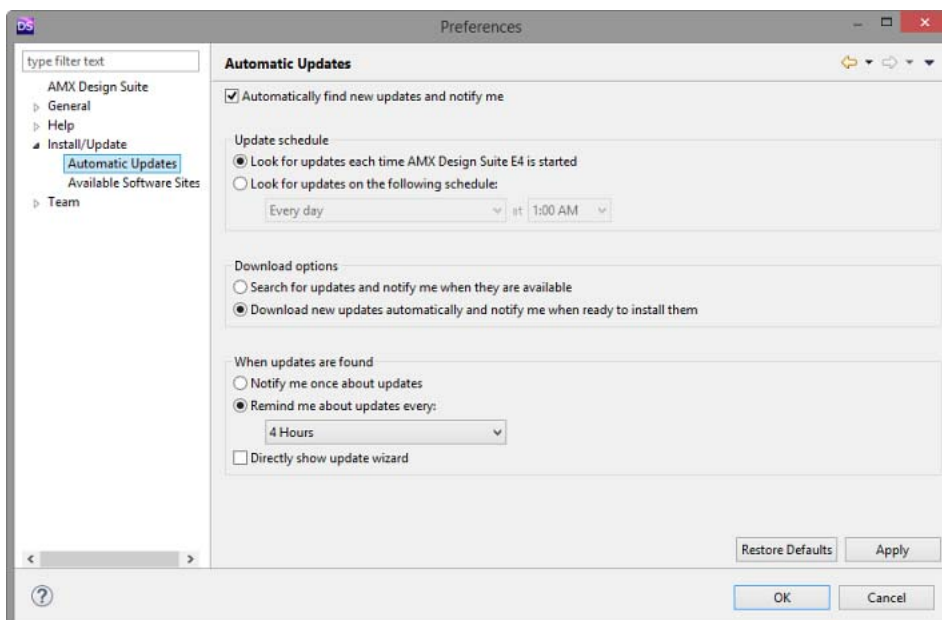 DS
Preferences
type filter text
AMX Design Suite
General
Help
Install/Update
Automatic Updates
Available Software Sites
Team
Automatic Updates
Automatically find new updates and notify me
Update schedule
Look for updates each time AMX Design Suite E4 is started
Look for updates on the following schedule:
Every day at 1:00 AM
Download options
Search for updates and notify me when they are available
Download new updates automatically and notify me when ready to install them
When updates are found
Notify me once about updates
Remind me about updates every:
4 Hours
Directly show update wizard
Restore Defaults Apply
? OK Cancel